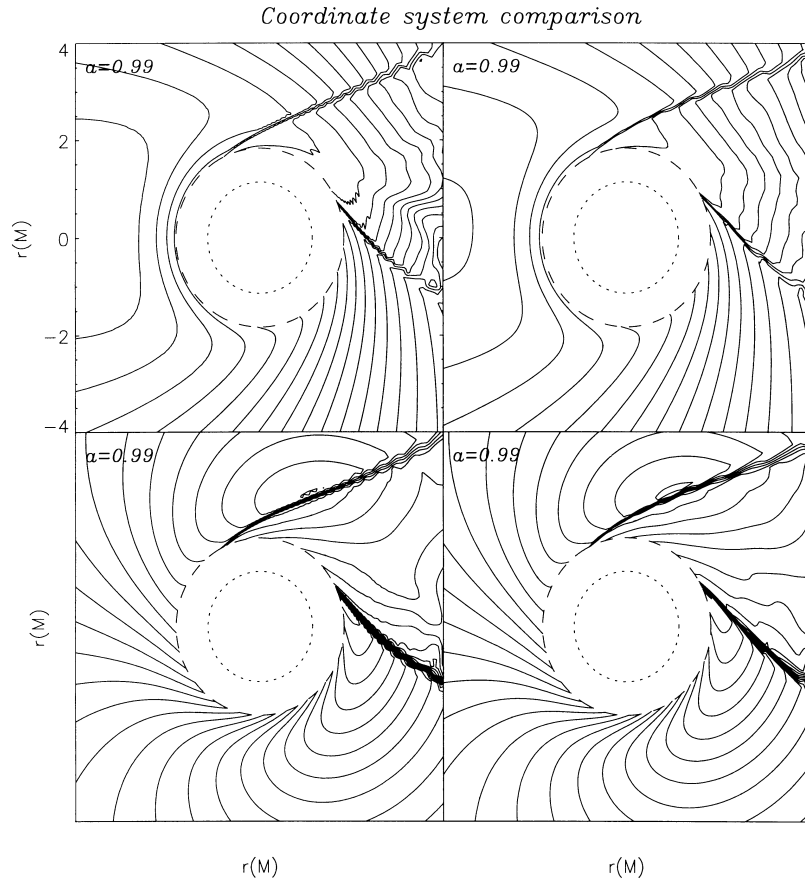 Coordinate system comparison
4
a=0.99
a=0.99
2
r(M)
0
−2
−4
a=0.99
a=0.99
r(M)
r(M)
r(M)